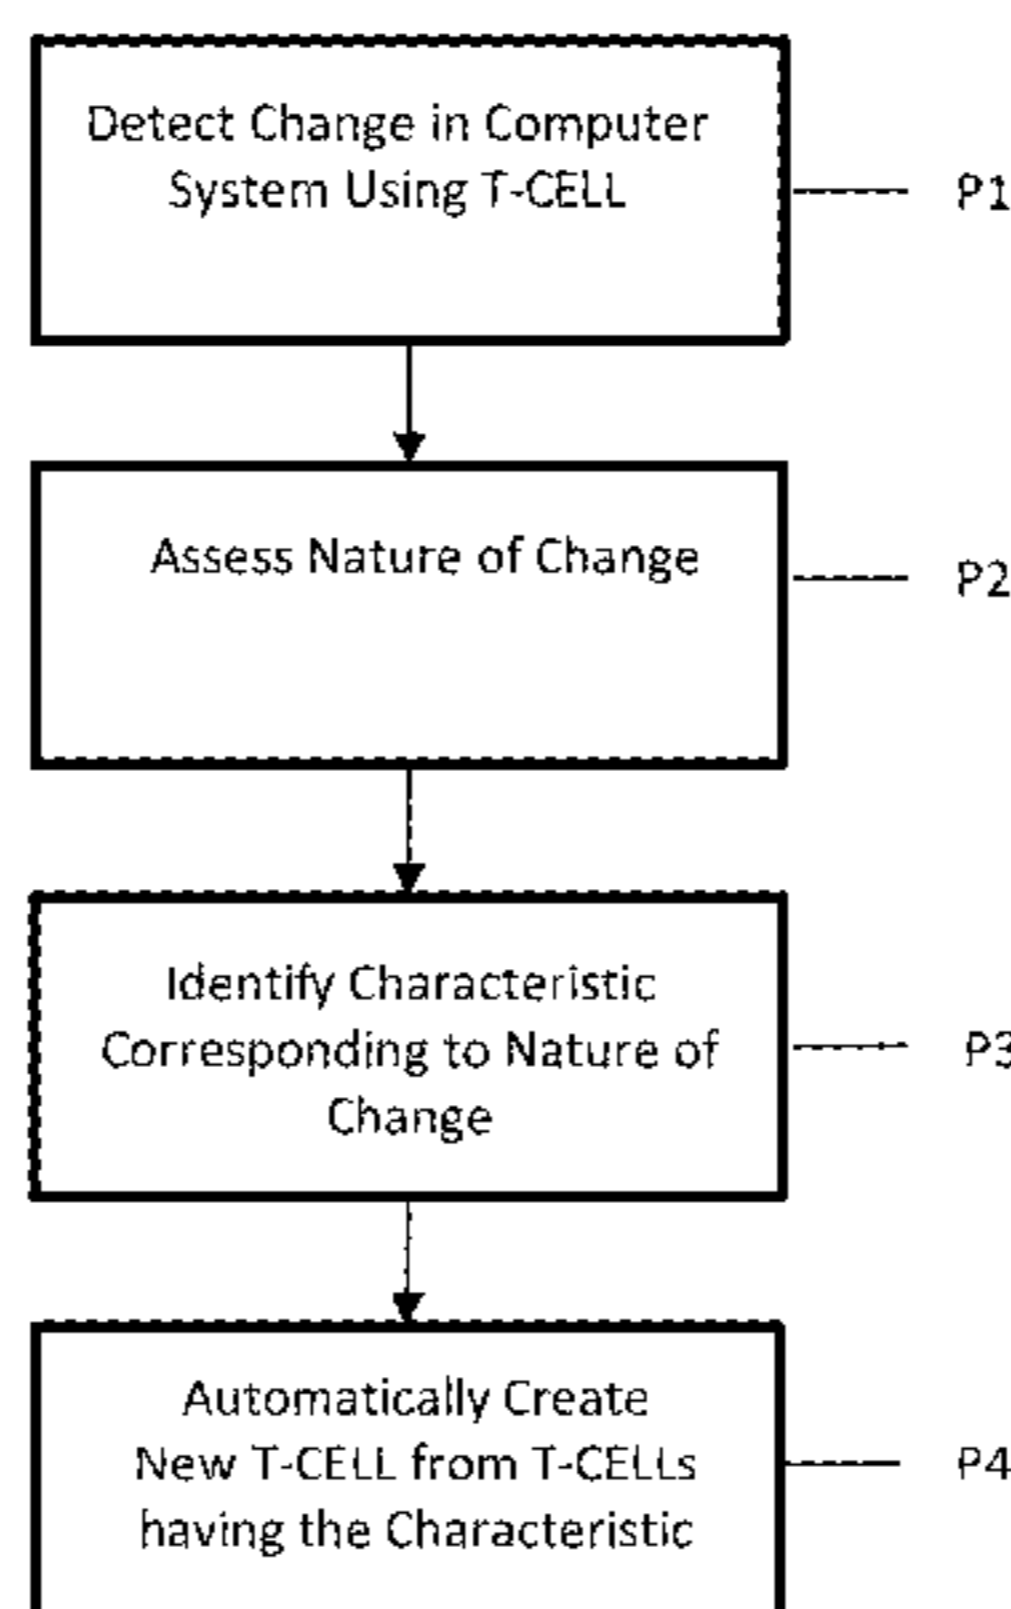 Detect Change in Computer
System Using T-CELL
P1
Assess Nature of Change
P2
Identify Characteristic
Corresponding to Nature of
Change
P3
Automatically Create
New T-CELL from T-CELLs
having the Characteristic
P4